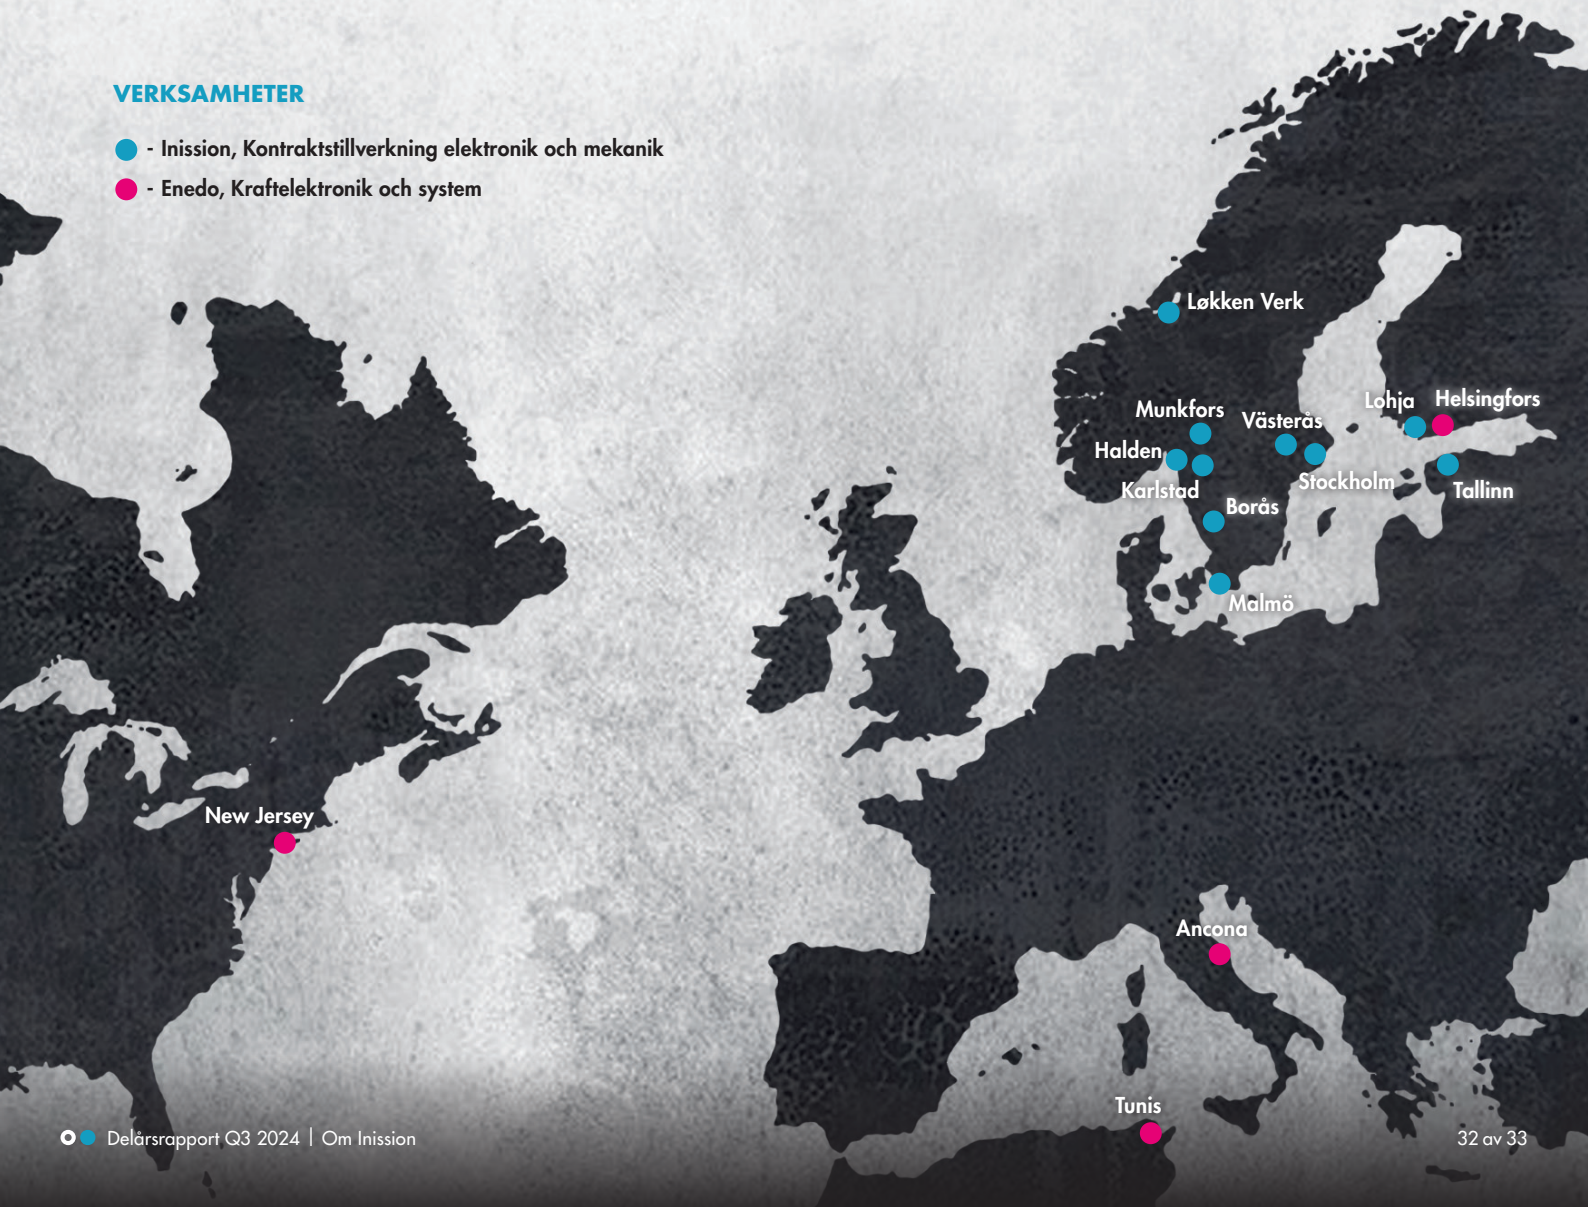 VERKSAMHETER
- Inission, Kontraktstillverkning elektronik och mekanik
- Enedo, Kraftelektronik och system
Løkken Verk
Lohja
Helsingfors
Munkfors
Västerås
Halden
Karlstad
Stockholm
Tallinn
Borås
Malmö
New Jersey
Ancona
Tunis
Delårsrapport Q3 2024 | Om Inission
32 av 33